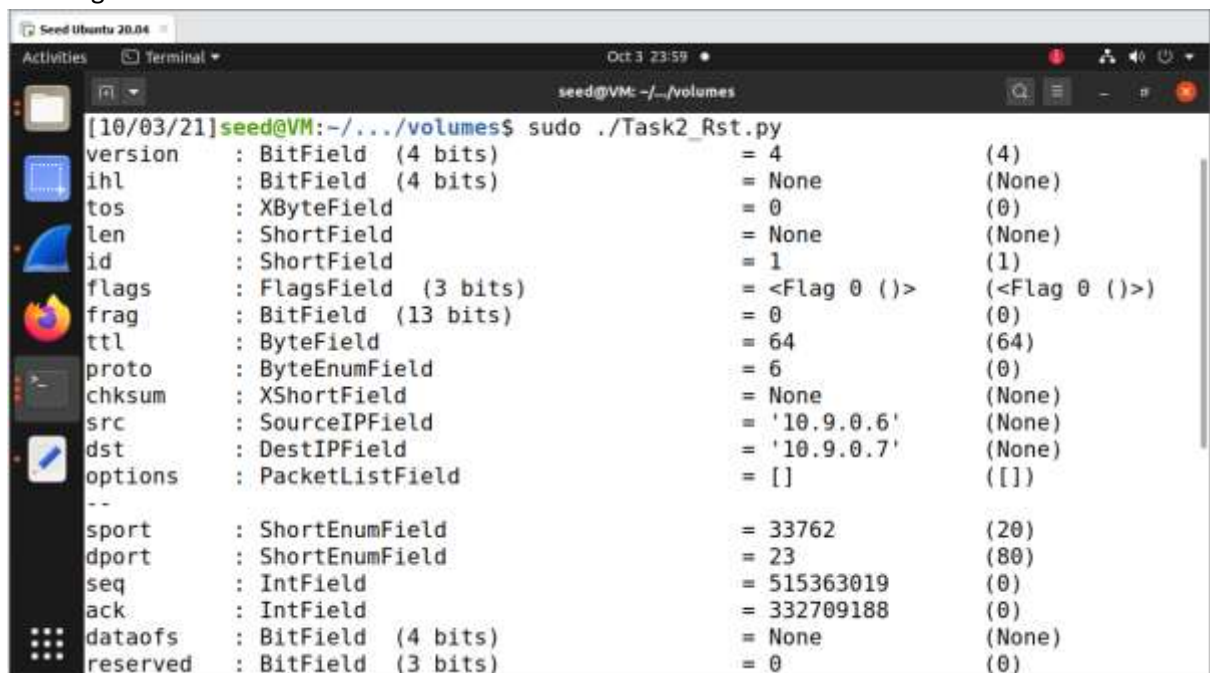 Seed Ubuntu 20.04
Activities Terminal Oct 3 23:59
seed@VM: ~/.../volumes
[10/03/21]seed@VM:~/.../volumes$ sudo ./Task2_Rst.py
version : BitField (4 bits) = 4 (4)
ihl : BitField (4 bits) = None (None)
tos : XByteField = 0 (0)
len : ShortField = None (None)
id : ShortField = 1 (1)
flags : FlagsField (3 bits) = <Flag 0 ()> (<Flag 0 ()>)
frag : BitField (13 bits) = 0 (0)
ttl : ByteField = 64 (64)
proto : ByteEnumField = 6 (0)
chksum : XShortField = None (None)
src : SourceIPField = '10.9.0.6' (None)
dst : DestIPField = '10.9.0.7' (None)
options : PacketListField = [] ([])
--
sport : ShortEnumField = 33762 (20)
dport : ShortEnumField = 23 (80)
seq : IntField = 515363019 (0)
ack : IntField = 332709188 (0)
dataofs : BitField (4 bits) = None (None)
reserved : BitField (3 bits) = 0 (0)